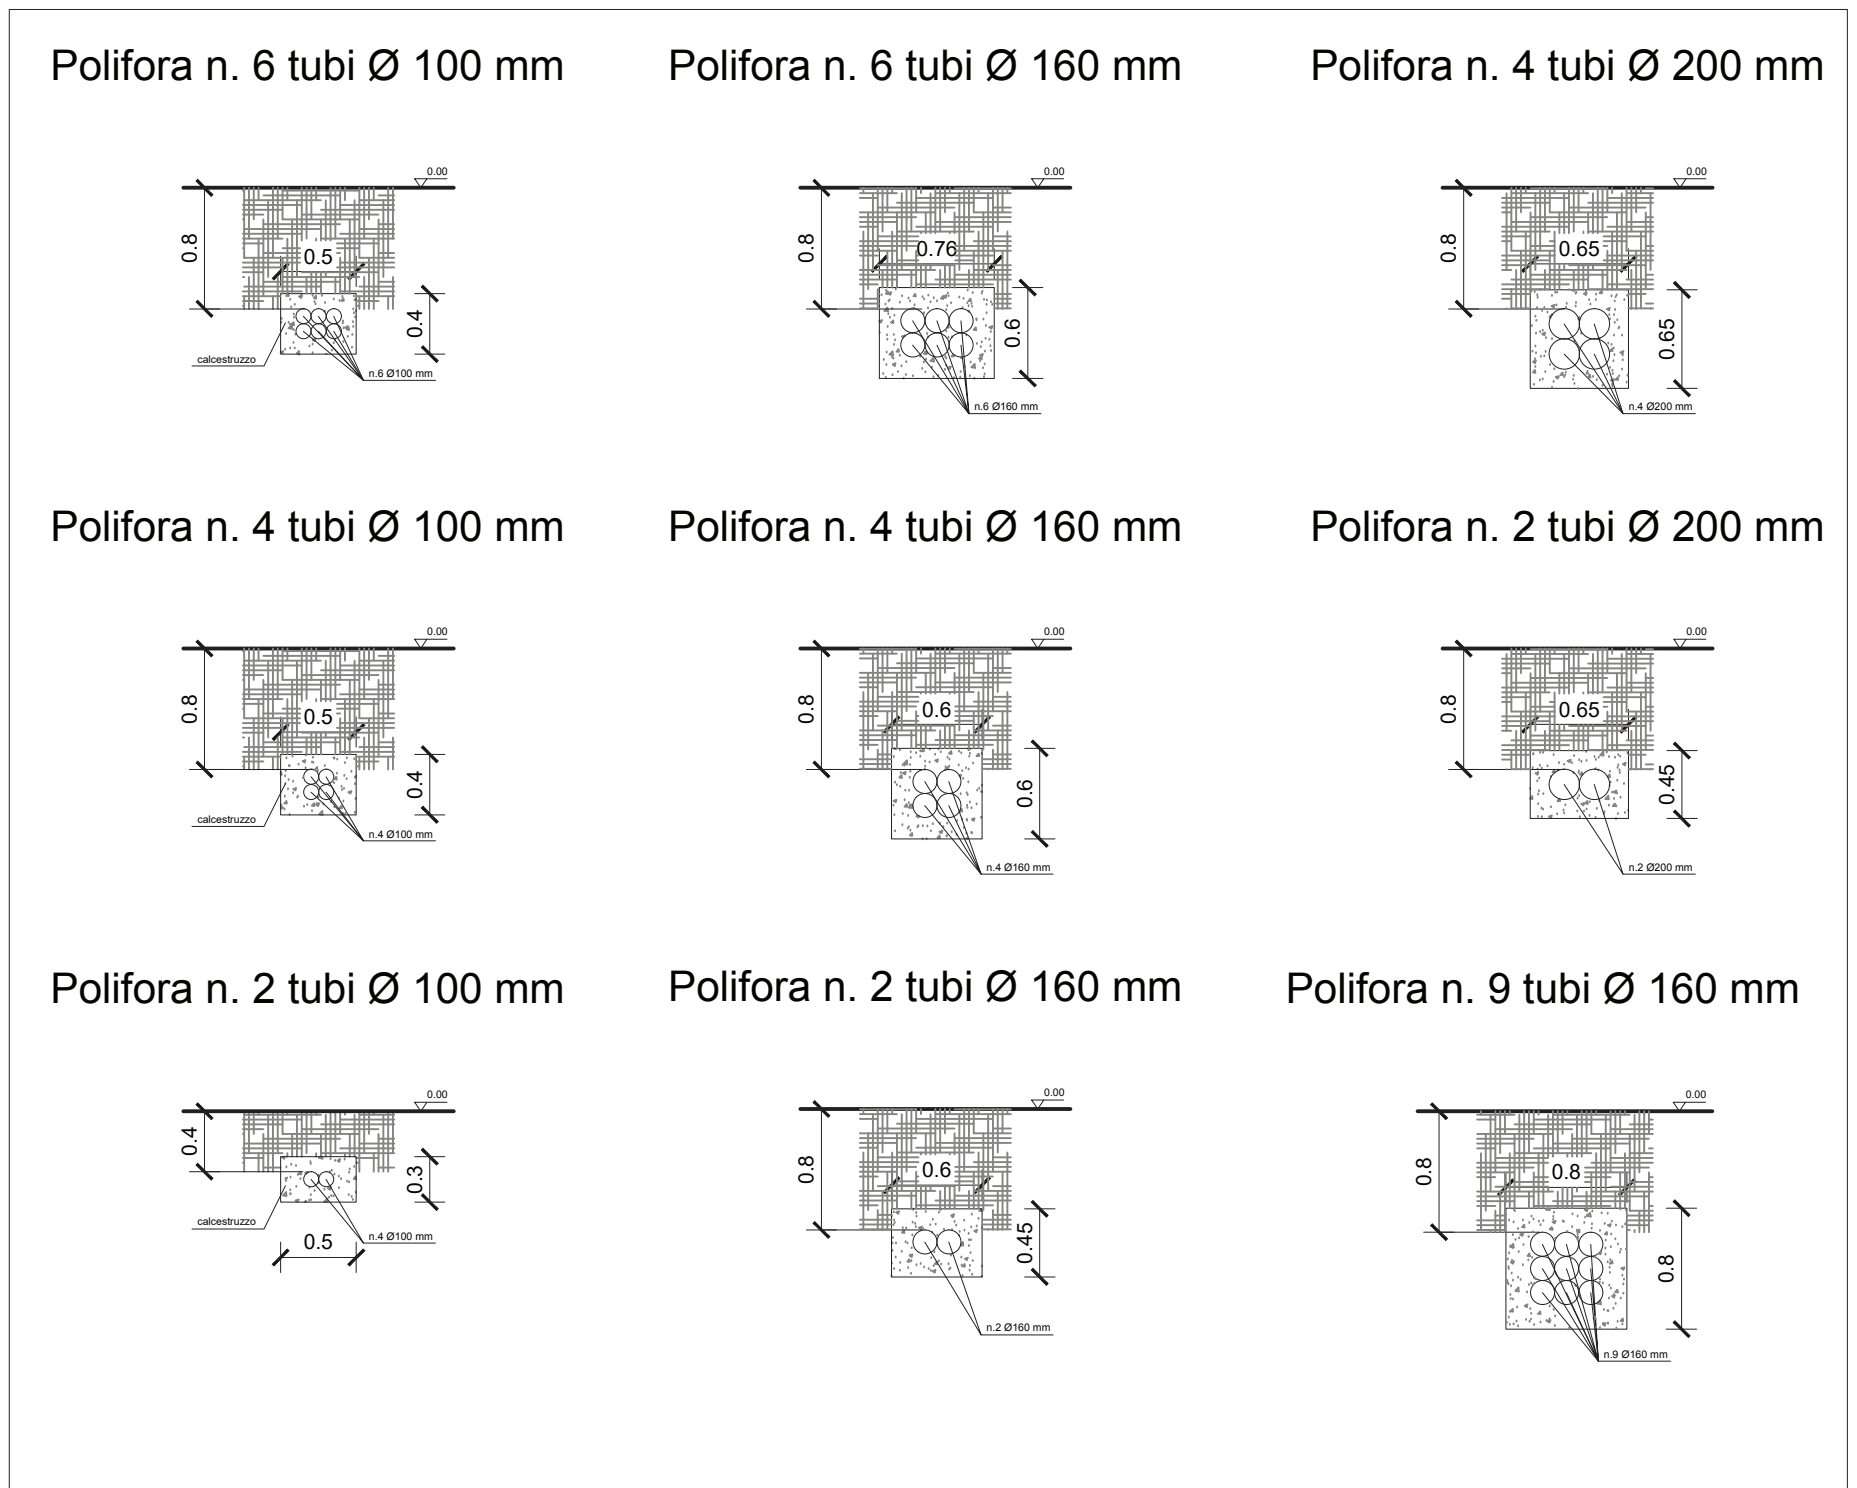 Polifora n. 6 tubi Ø 100 mm
0.00
0.8
0.5
0.4
calcestruzzo
n.6 Ø100 mm
Polifora n. 6 tubi Ø 160 mm
0.00
0.8
0.76
0.6
n.6 Ø160 mm
Polifora n. 4 tubi Ø 200 mm
0.00
0.8
0.65
0.65
n.4 Ø200 mm
Polifora n. 4 tubi Ø 100 mm
0.00
0.8
0.5
0.4
calcestruzzo
n.4 Ø100 mm
Polifora n. 4 tubi Ø 160 mm
0.00
0.8
0.6
0.6
n.4 Ø160 mm
Polifora n. 2 tubi Ø 200 mm
0.00
0.8
0.65
0.45
n.2 Ø200 mm
Polifora n. 2 tubi Ø 100 mm
0.00
0.4
0.3
calcestruzzo
n.4 Ø100 mm
0.5
Polifora n. 2 tubi Ø 160 mm
0.00
0.8
0.6
0.45
n.2 Ø160 mm
Polifora n. 9 tubi Ø 160 mm
0.00
0.8
0.8
0.8
n.9 Ø160 mm